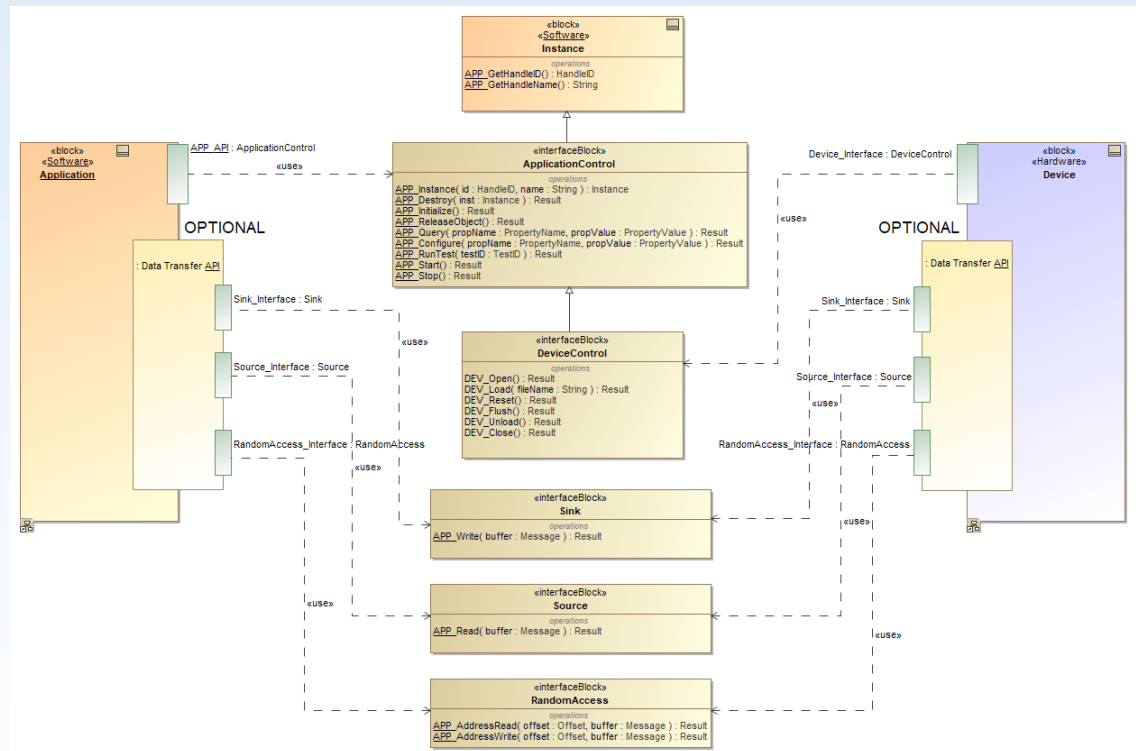 «block»
«Software»
Instance
operations
APP_GetHandleID() : HandleID
APP_GetHandleName() : String
«block»
«Software»
Application
APP_API : ApplicationControl
«use»
OPTIONAL
: Data Transfer API
Sink_Interface : Sink
«use»
Source_Interface : Source
RandomAccess_Interface : RandomAccess
«use»
«use»
«interfaceBlock»
ApplicationControl
operations
APP_Instance( id : HandleID, name : String ) : Instance
APP_Destroy( inst : Instance ) : Result
APP_Initialize() : Result
APP_ReleaseObject() : Result
APP_Query( propName : PropertyName, propValue : PropertyValue ) : Result
APP_Configure( propName : PropertyName, propValue : PropertyValue ) : Result
APP_RunTest( testID : TestID ) : Result
APP_Start() : Result
APP_Stop() : Result
«interfaceBlock»
DeviceControl
operations
DEV_Open() : Result
DEV_Load( fileName : String ) : Result
DEV_Reset() : Result
DEV_Flush() : Result
DEV_Unload() : Result
DEV_Close() : Result
«interfaceBlock»
Sink
operations
APP_Write( buffer : Message ) : Result
«interfaceBlock»
Source
operations
APP_Read( buffer : Message ) : Result
«interfaceBlock»
RandomAccess
operations
APP_AddressRead( offset : Offset, buffer : Message ) : Result
APP_AddressWrite( offset : Offset, buffer : Message ) : Result
Device_Interface : DeviceControl
«use»
«block»
«Hardware»
Device
OPTIONAL
: Data Transfer API
Sink_Interface : Sink
Source_Interface : Source
«use»
RandomAccess_Interface : RandomAccess
«use»
«use»